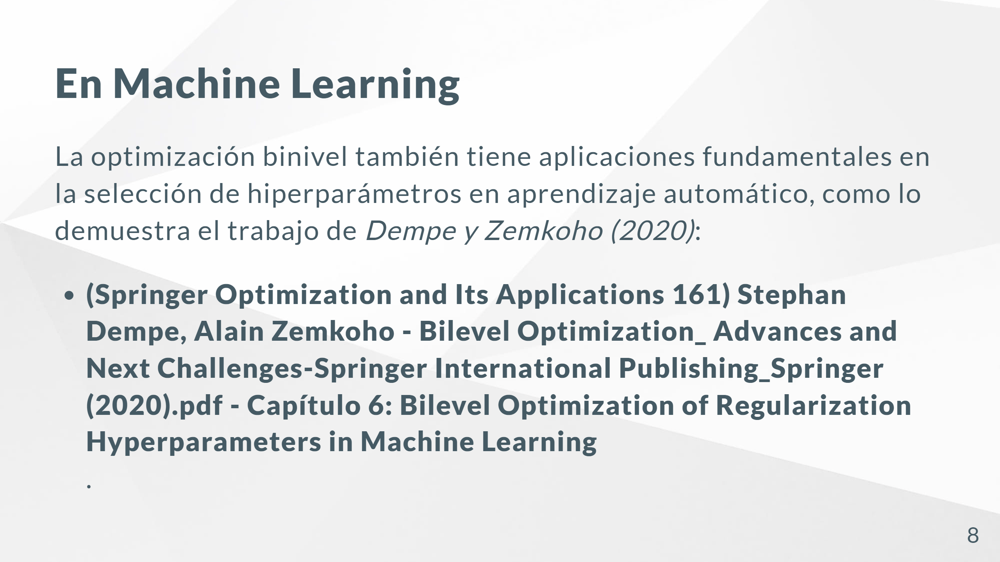 En Machine Learning
La optimización binivel también tiene aplicaciones fundamentales en
la selección de hiperparámetros en aprendizaje automático, como lo
demuestra el trabajo de Dempe y Zemkoho (2020):
• (Springer Optimization and Its Applications 161) Stephan
Dempe, Alain Zemkoho - Bilevel Optimization_ Advances and
Next Challenges-Springer International Publishing_Springer
(2020).pdf - Capítulo 6: Bilevel Optimization of Regularization
Hyperparameters in Machine Learning
.
8